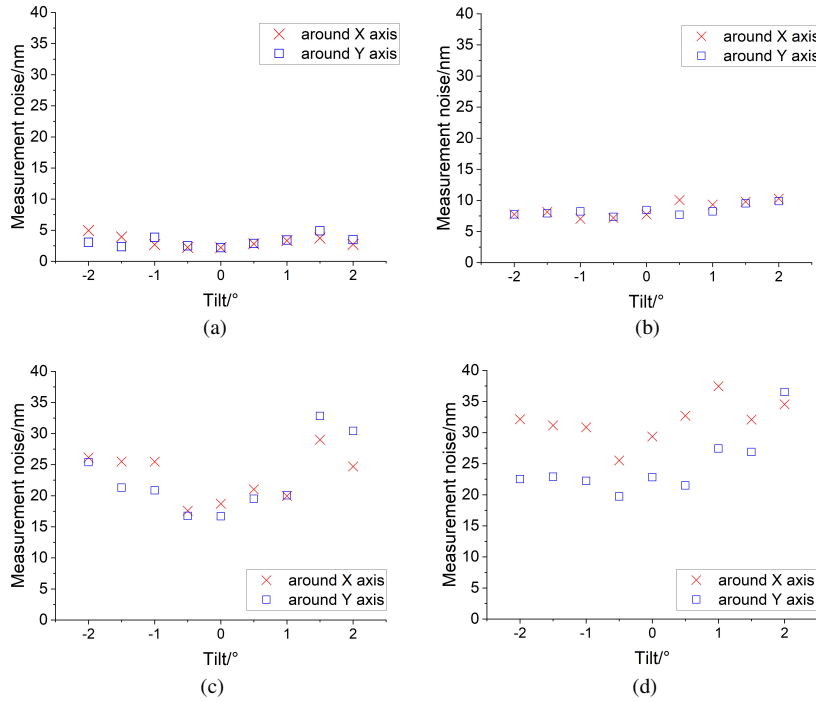 40
35
30
25
20
15
10
5
0
Measurement noise/nm
× around X axis
□ around Y axis
-2 -1 0 1 2
Tilt/°
(a)
40
35
30
25
20
15
10
5
0
Measurement noise/nm
× around X axis
□ around Y axis
-2 -1 0 1 2
Tilt/°
(b)
40
35
30
25
20
15
10
5
0
Measurement noise/nm
× around X axis
□ around Y axis
-2 -1 0 1 2
Tilt/°
(c)
40
35
30
25
20
15
10
5
0
Measurement noise/nm
× around X axis
□ around Y axis
-2 -1 0 1 2
Tilt/°
(d)